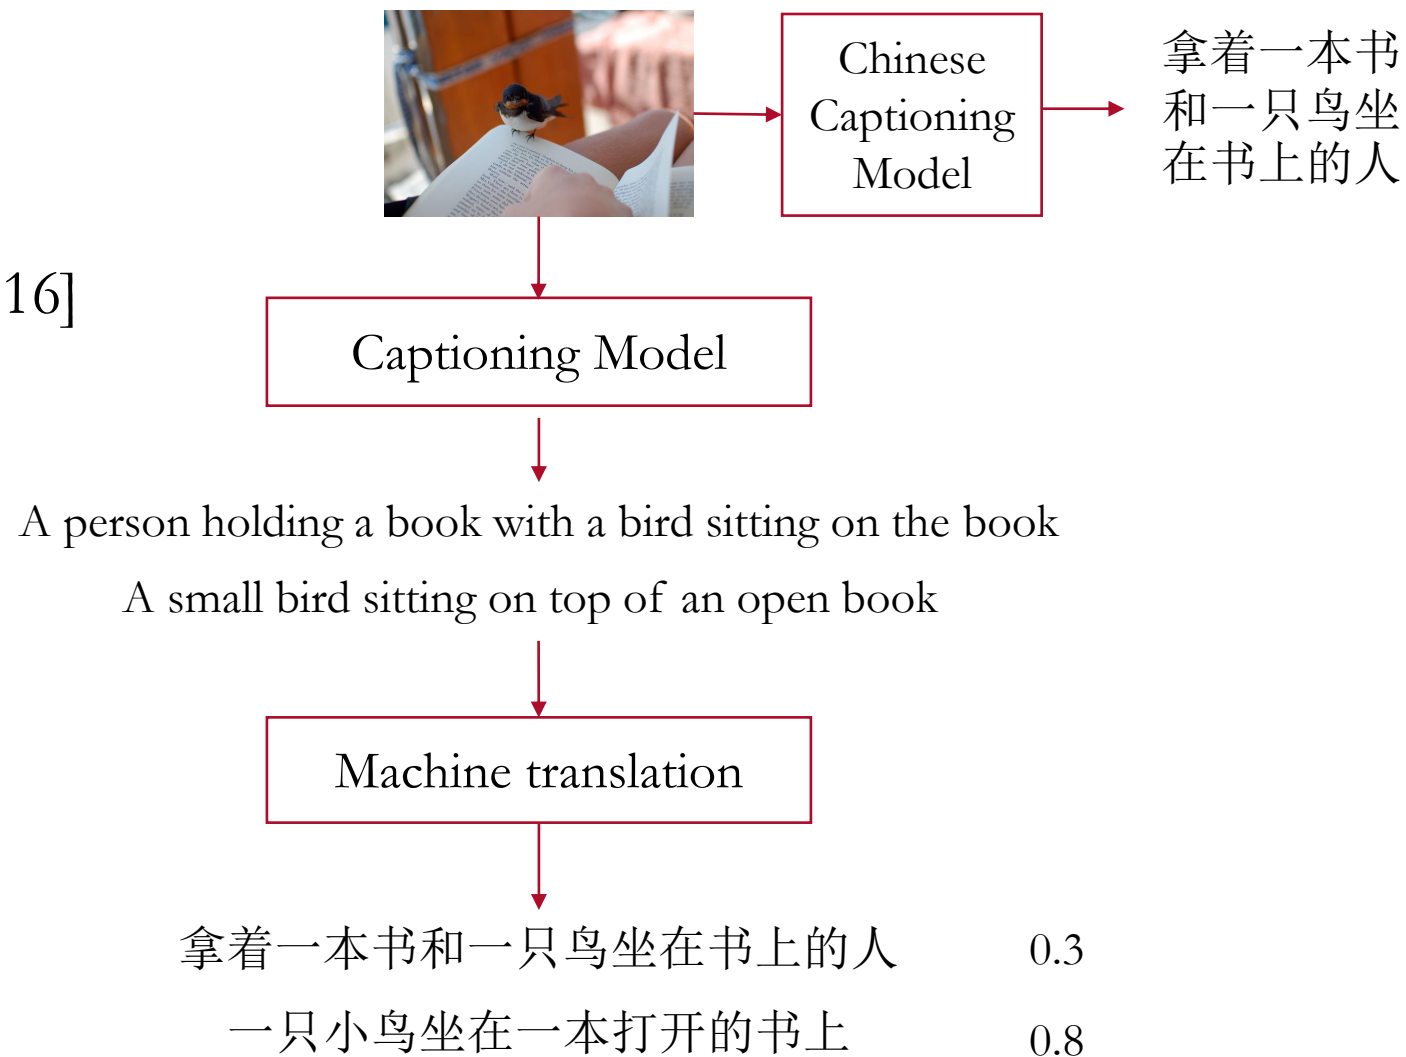 Chinese
Captioning
Model
拿着一本书
和一只鸟坐
在书上的人
16]
Captioning Model
A person holding a book with a bird sitting on the book
A small bird sitting on top of an open book
Machine translation
拿着一本书和一只鸟坐在书上的人 0.3
一只小鸟坐在一本打开的书上 0.8